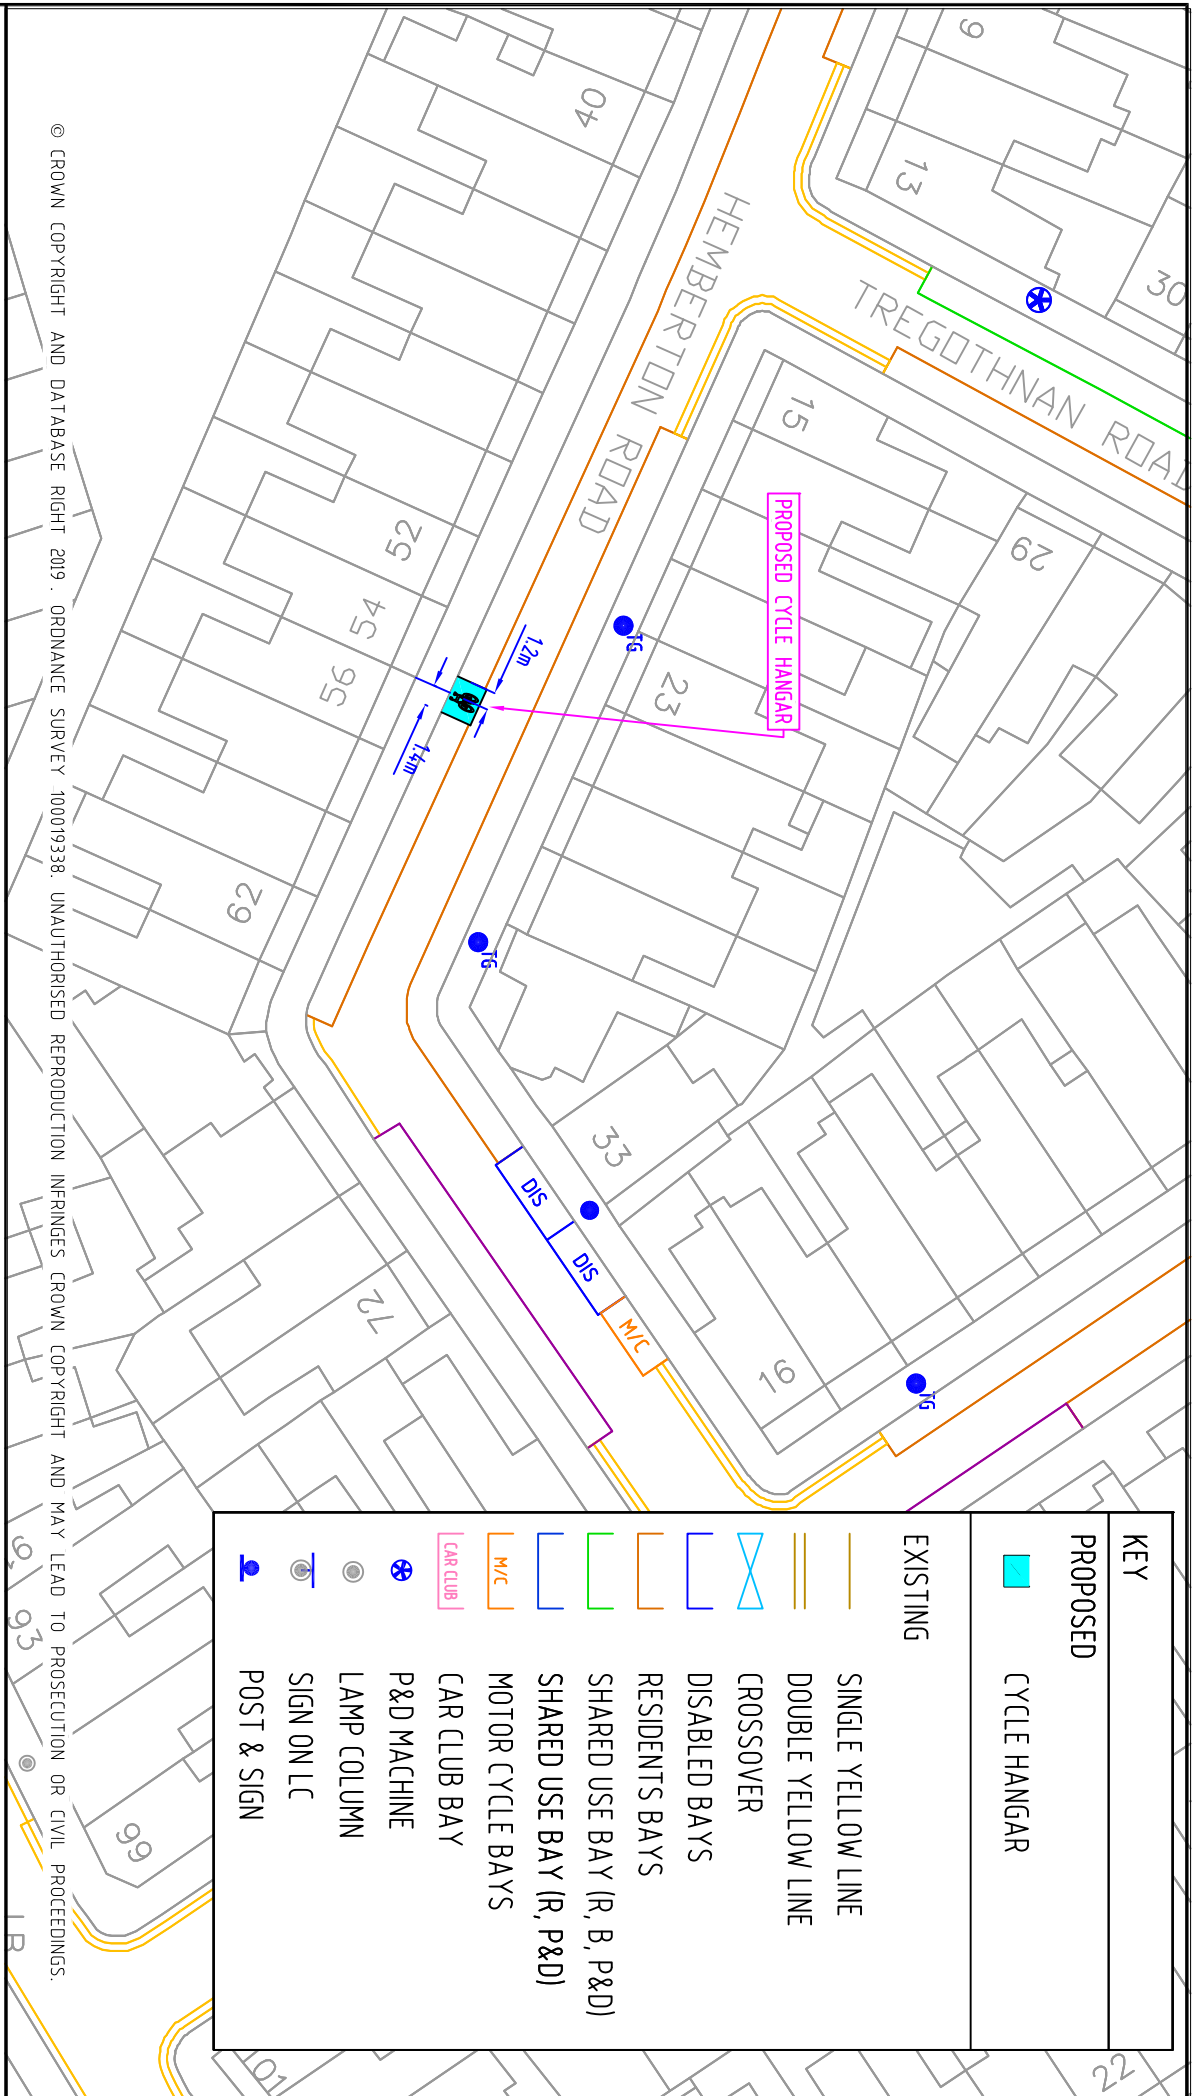 KEY
PROPOSED
CYCLE HANGAR
EXISTING
SINGLE YELLOW LINE
DOUBLE YELLOW LINE
CROSSOVER
DISABLED BAYS
RESIDENTS BAYS
SHARED USE BAY (R, B, P&D)
SHARED USE BAY (R, P&D)
M/C
MOTOR CYCLE BAYS
CAR CLUB
CAR CLUB BAY
P&D MACHINE
LAMP COLUMN
SIGN ON LC
POST & SIGN
9
13
30
TREGOTHNAN ROAD
HEMBERTON ROAD
15
29
PROPOSED CYCLE HANGAR
40
52
54
56
62
23
TG
1.2m
1.4m
TG
33
DIS
DIS
M/C
16
TG
72
93
99
101
22
© CROWN COPYRIGHT AND DATABASE RIGHT 2019. ORDNANCE SURVEY 100019338. UNAUTHORISED REPRODUCTION INFRINGES CROWN COPYRIGHT AND MAY LEAD TO PROSECUTION OR CIVIL PROCEEDINGS.